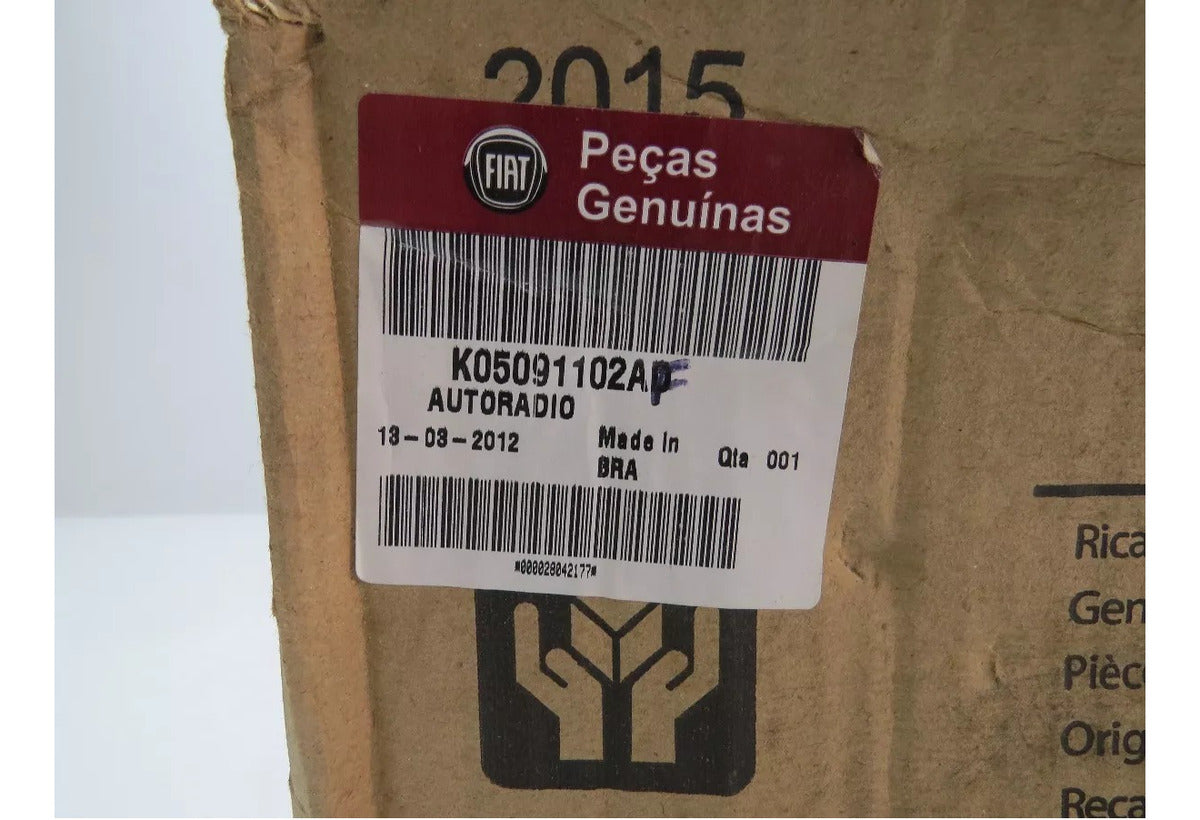 2015
FIAT
Peças
Genuínas
K05091102A
AUTORADIO
13-03-2012
Made in
BRA
Qta 001
*000028042177*
Rica
Gen
Pièc
Orig
Reca